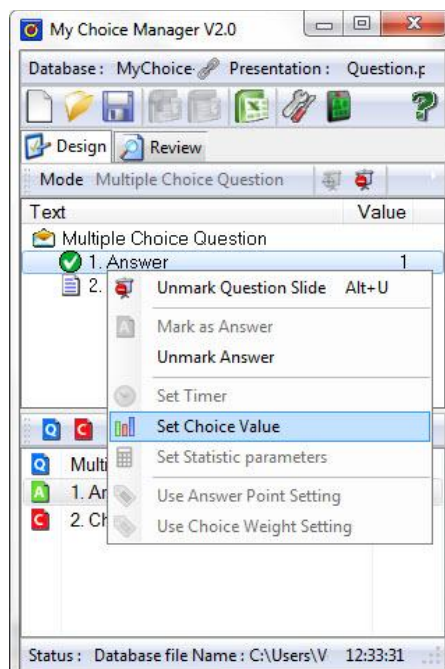 My Choice Manager V2.0
Database : MyChoice Presentation : Question.p
Design Review
Mode Multiple Choice Question
Text Value
Multiple Choice Question
1. Answer 1
2.
Unmark Question Slide Alt+U
Mark as Answer
Unmark Answer
Set Timer
Set Choice Value
Set Statistic parameters
Use Answer Point Setting
Use Choice Weight Setting
Q C
Q Multi
A 1. An
C 2. Ch
Status : Database file Name : C:\Users\V 12:33:31